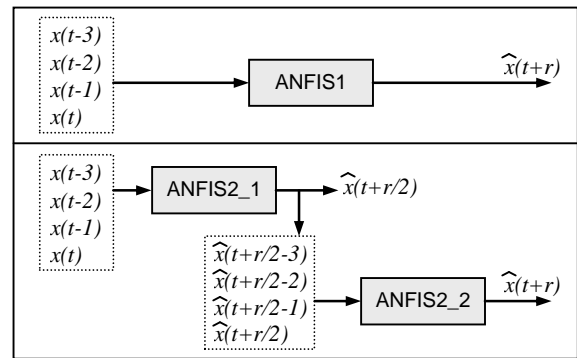 x(t-3)
x(t-2)
x(t-1)
x(t)
ANFIS1
x̂(t+r)
x(t-3)
x(t-2)
x(t-1)
x(t)
ANFIS2_1
x̂(t+r/2)
x̂(t+r/2-3)
x̂(t+r/2-2)
x̂(t+r/2-1)
x̂(t+r/2)
ANFIS2_2
x̂(t+r)